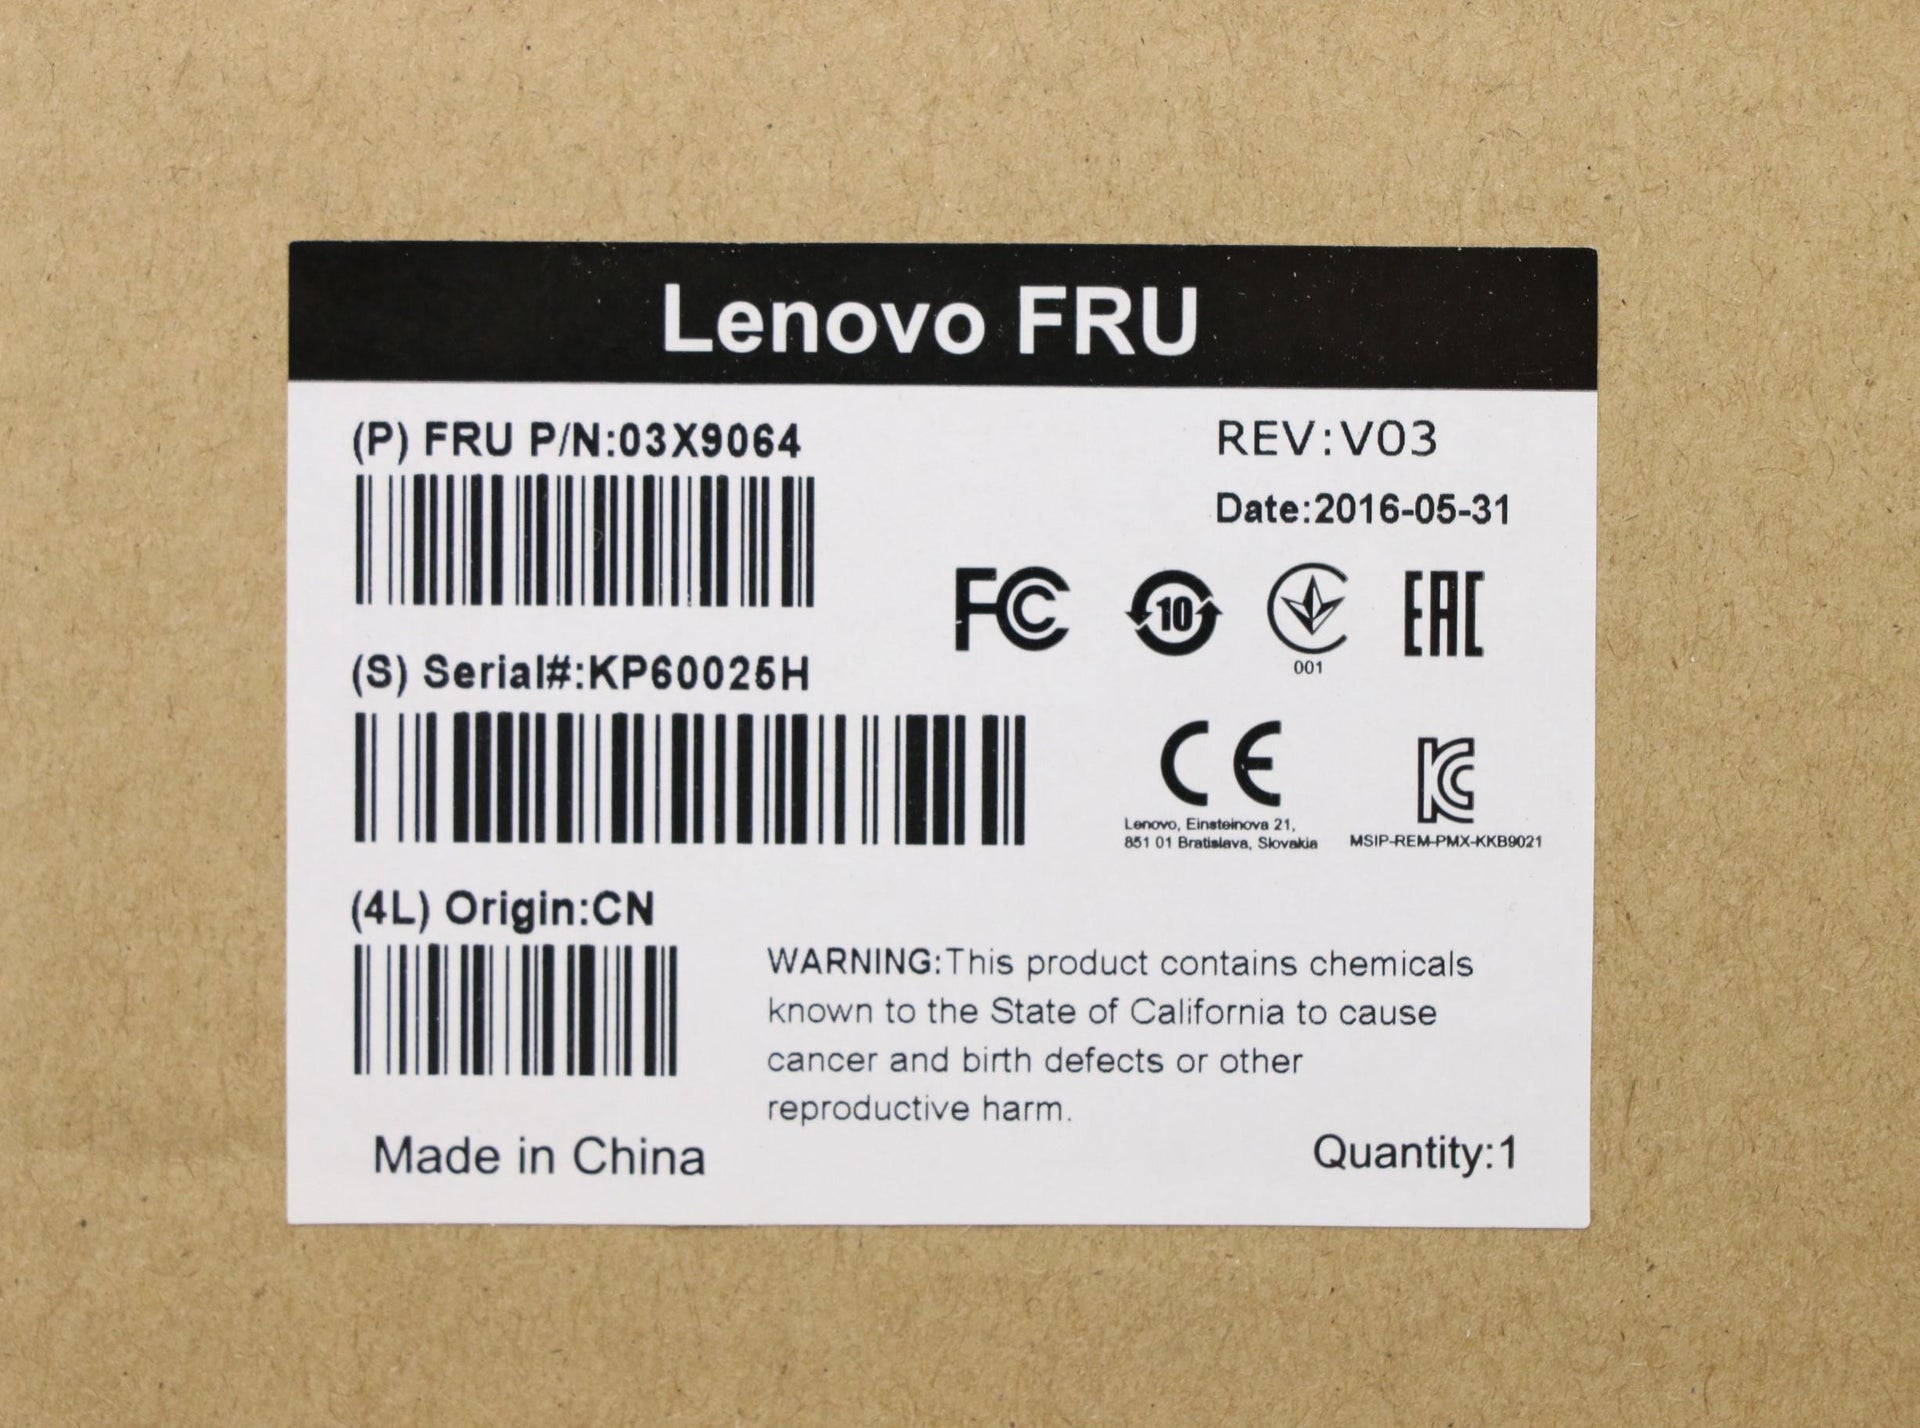 Lenovo FRU
(P) FRU P/N:03X9064
REV:V03
Date:2016-05-31
FC
10
001
EAC
(S) Serial#:KP60025H
CE
Lenovo, Einsteinova 21,
851 01 Bratislava, Slovakia
KC
MSIP-REM-PMX-KKB9021
(4L) Origin:CN
WARNING:This product contains chemicals
known to the State of California to cause
cancer and birth defects or other
reproductive harm.
Made in China
Quantity:1